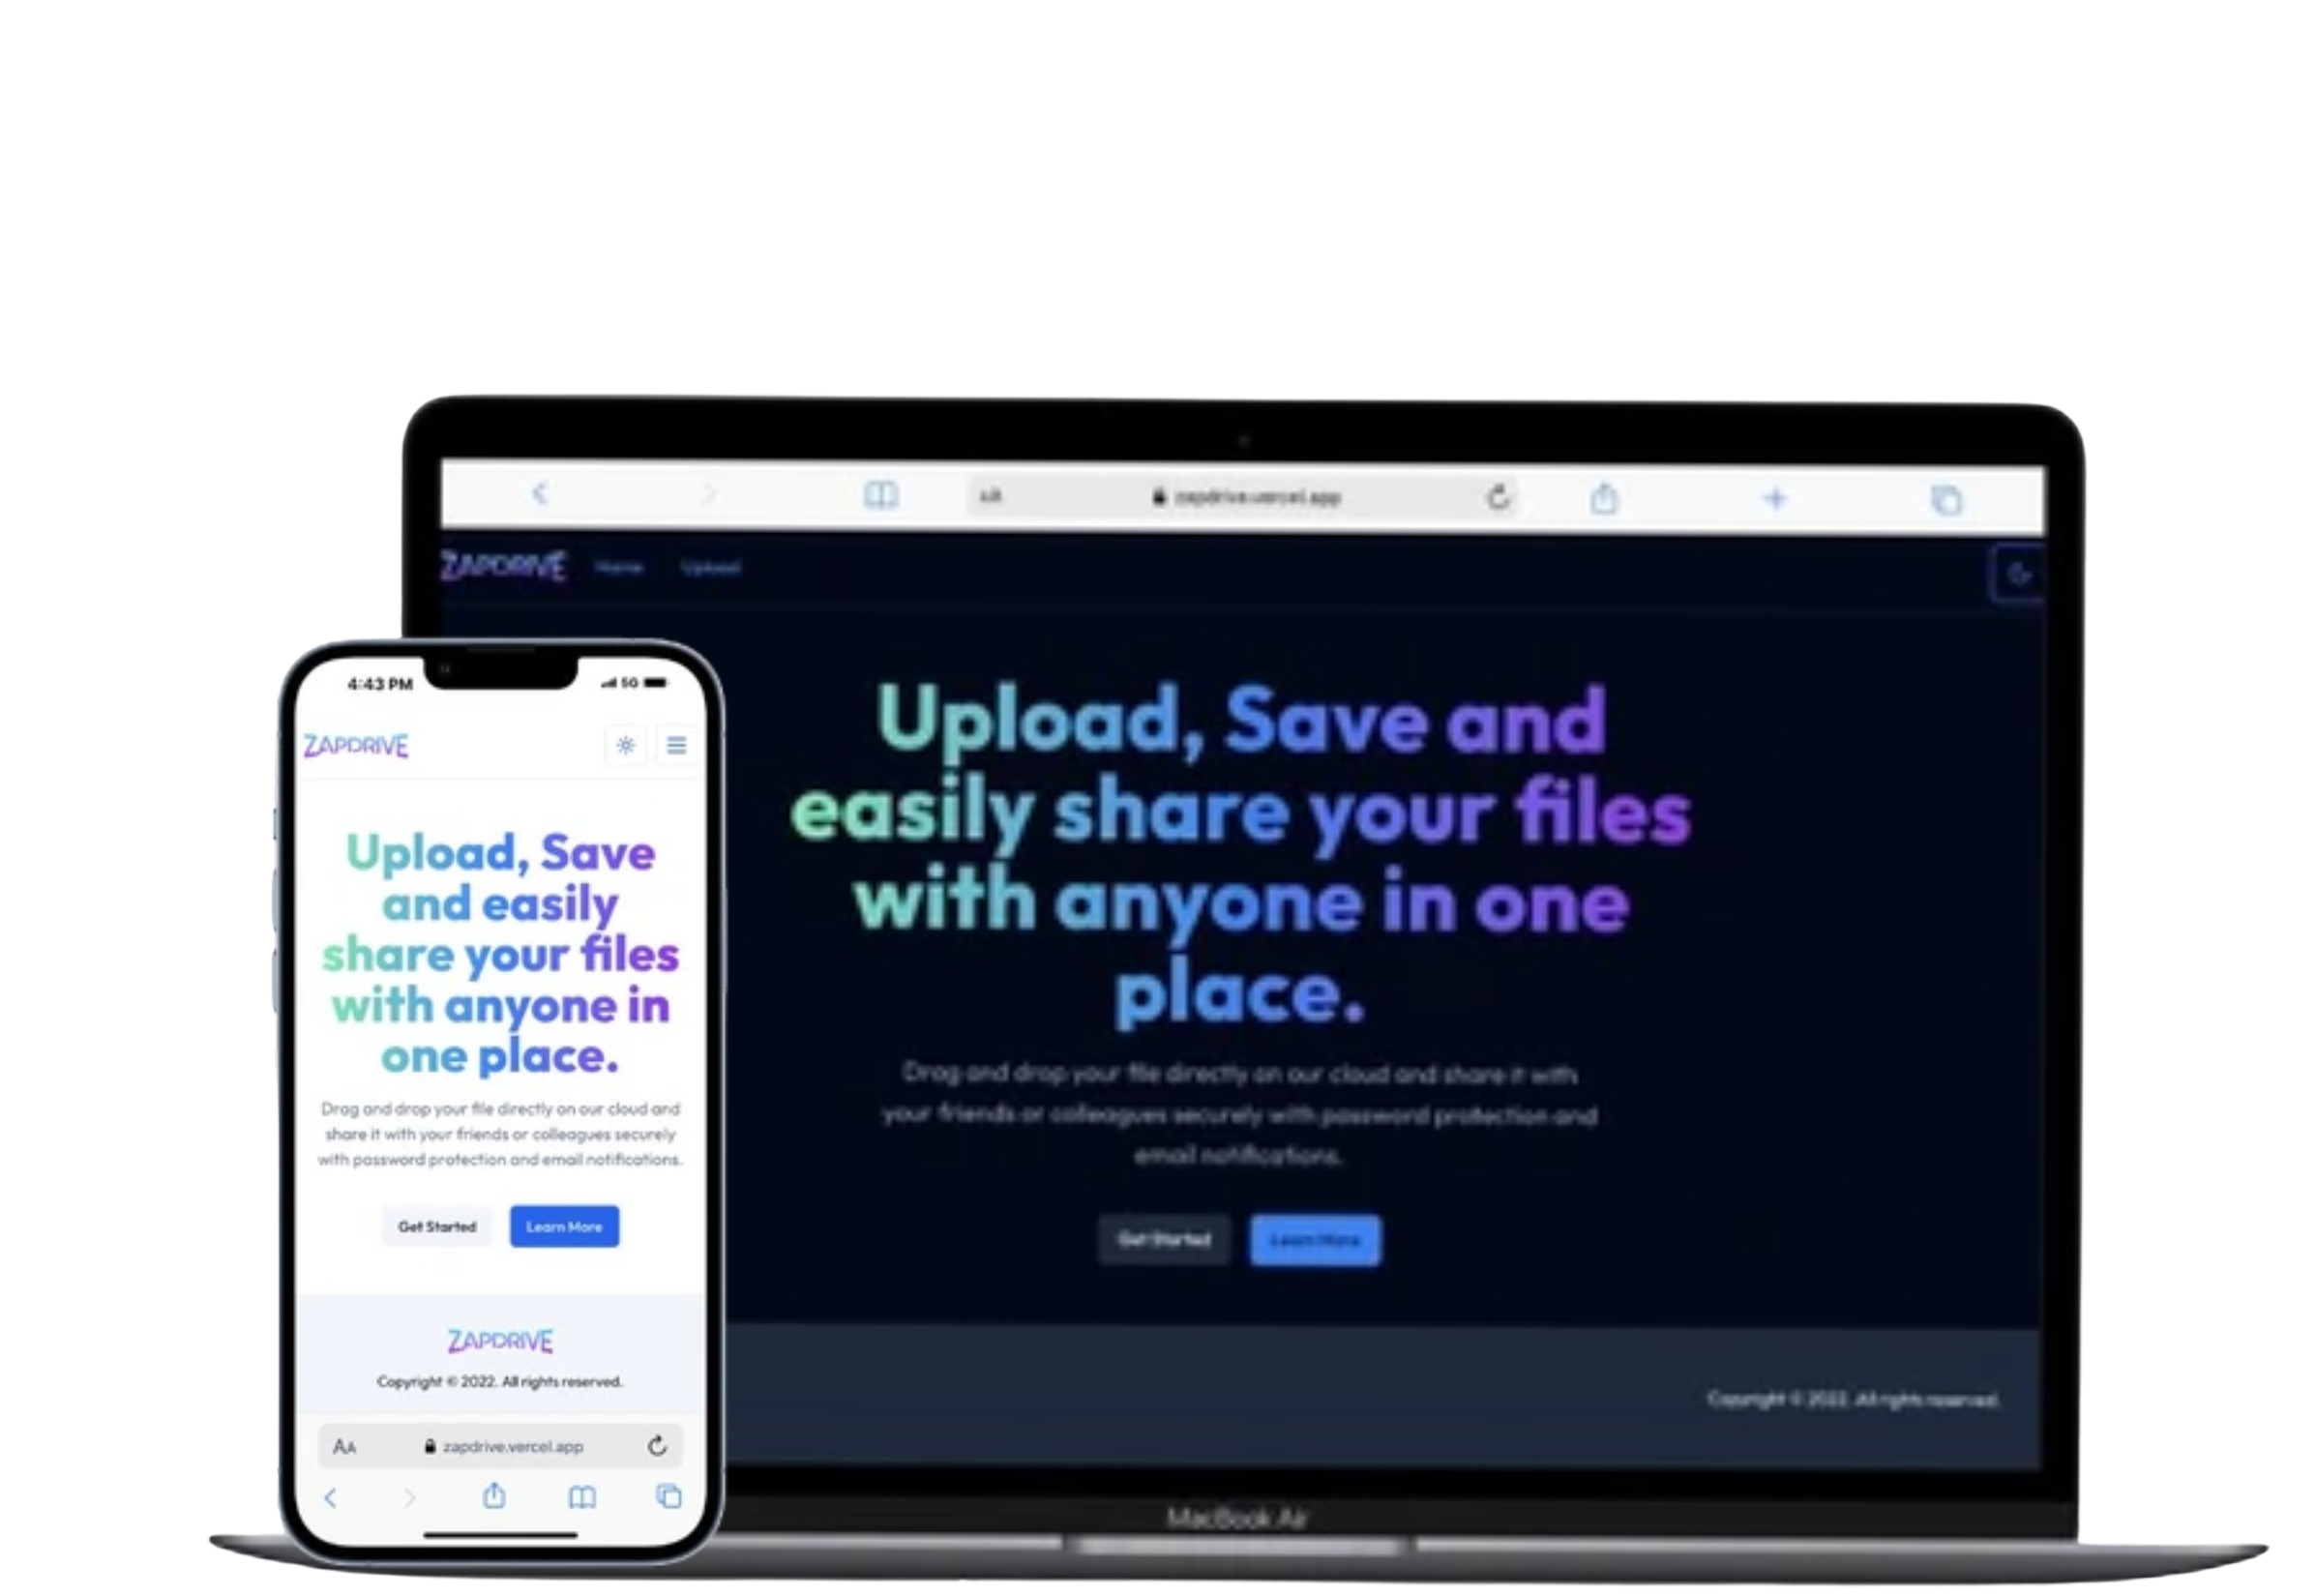 AA zapdrive.vercel.app
ZAPDRIVE Home Upload
Upload, Save and
easily share your files
with anyone in one
place.
Drag and drop your file directly on our cloud and share it with
your friends or colleagues securely with password protection and
email notifications.
Get Started Learn More
Copyright © 2022. All rights reserved.
MacBook Air
4:43 PM 5G
ZAPDRIVE
Upload, Save
and easily
share your files
with anyone in
one place.
Drag and drop your file directly on our cloud and
share it with your friends or colleagues securely
with password protection and email notifications.
Get Started Learn More
ZAPDRIVE
Copyright © 2022. All rights reserved.
AA zapdrive.vercel.app